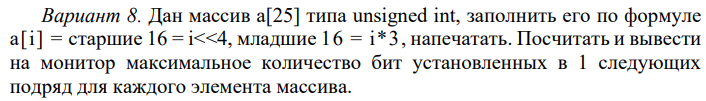 Вариант 8. Дан массив a[25] типа unsigned int, заполнить его по формуле
a[i] = старшие 16 = i<<4, младшие 16 = i*3, напечатать. Посчитать и вывести
на монитор максимальное количество бит установленных в 1 следующих
подряд для каждого элемента массива.